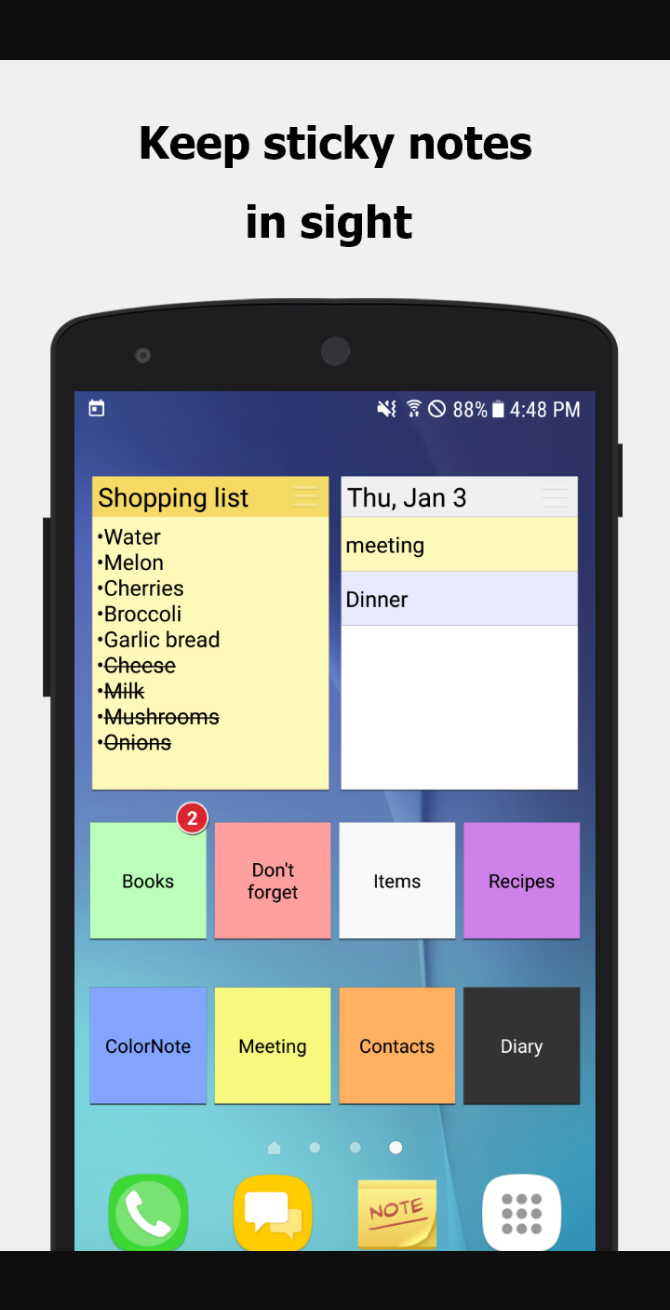 Keep sticky notes
in sight
88% 4:48 PM
Shopping list
•Water
•Melon
•Cherries
•Broccoli
•Garlic bread
•Cheese
•Milk
•Mushrooms
•Onions
Thu, Jan 3
meeting
Dinner
2
Books
Don't
forget
Items
Recipes
ColorNote
Meeting
Contacts
Diary
NOTE